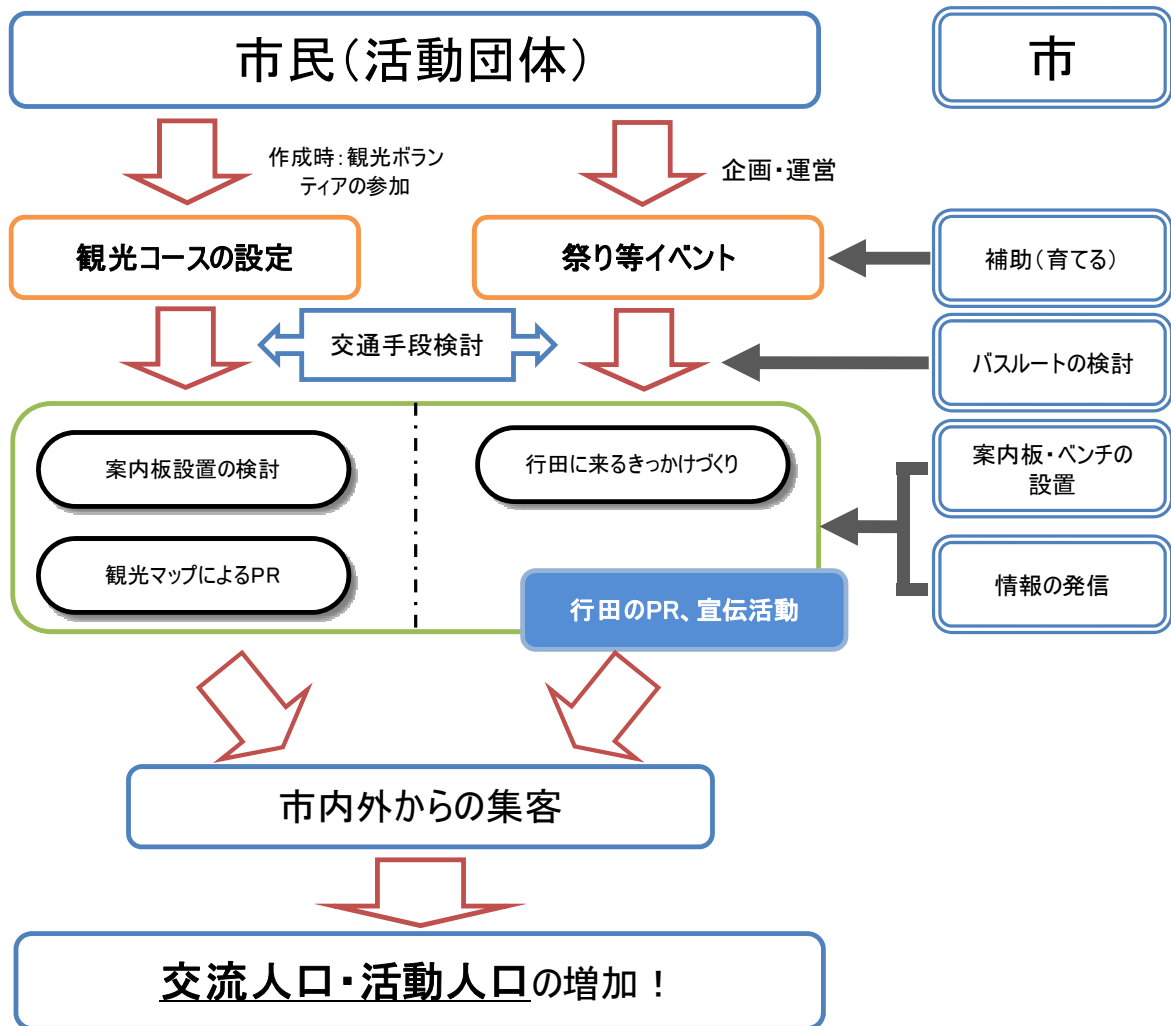 市民（活動団体）
市
作成時：観光ボラン
ティアの参加
企画・運営
観光コースの設定
祭り等イベント
補助（育てる）
交通手段検討
バスルートの検討
案内板設置の検討
行田に来るきっかけづくり
案内板・ベンチの
設置
観光マップによるPR
行田のPR、宣伝活動
情報の発信
市内外からの集客
交流人口・活動人口の増加！